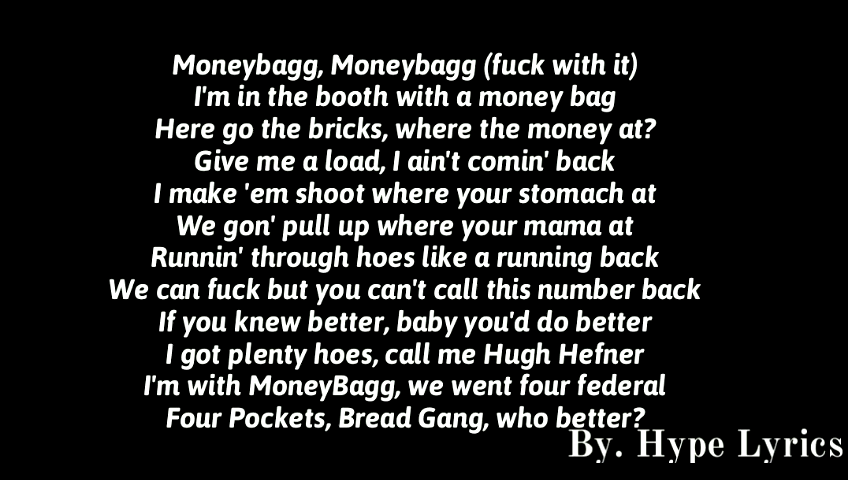 Moneybagg, Moneybagg (fuck with it)
I'm in the booth with a money bag
Here go the bricks, where the money at?
Give me a load, I ain't comin' back
I make 'em shoot where your stomach at
We gon' pull up where your mama at
Runnin' through hoes like a running back
We can fuck but you can't call this number back
If you knew better, baby you'd do better
I got plenty hoes, call me Hugh Hefner
I'm with MoneyBagg, we went four federal
Four Pockets, Bread Gang, who better?
By. Hype Lyrics